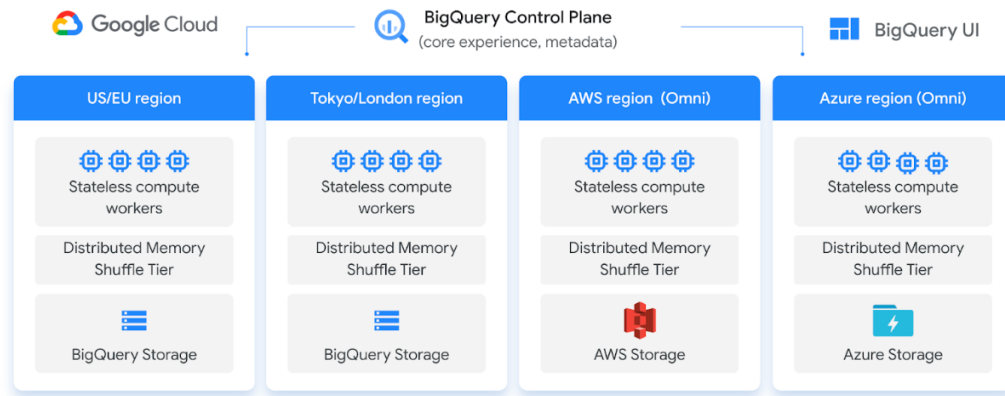 Google Cloud
BigQuery Control Plane
(core experience, metadata)
BigQuery UI
US/EU region
Stateless compute
workers
Distributed Memory
Shuffle Tier
BigQuery Storage
Tokyo/London region
Stateless compute
workers
Distributed Memory
Shuffle Tier
BigQuery Storage
AWS region (Omni)
Stateless compute
workers
Distributed Memory
Shuffle Tier
AWS Storage
Azure region (Omni)
Stateless compute
workers
Distributed Memory
Shuffle Tier
Azure Storage